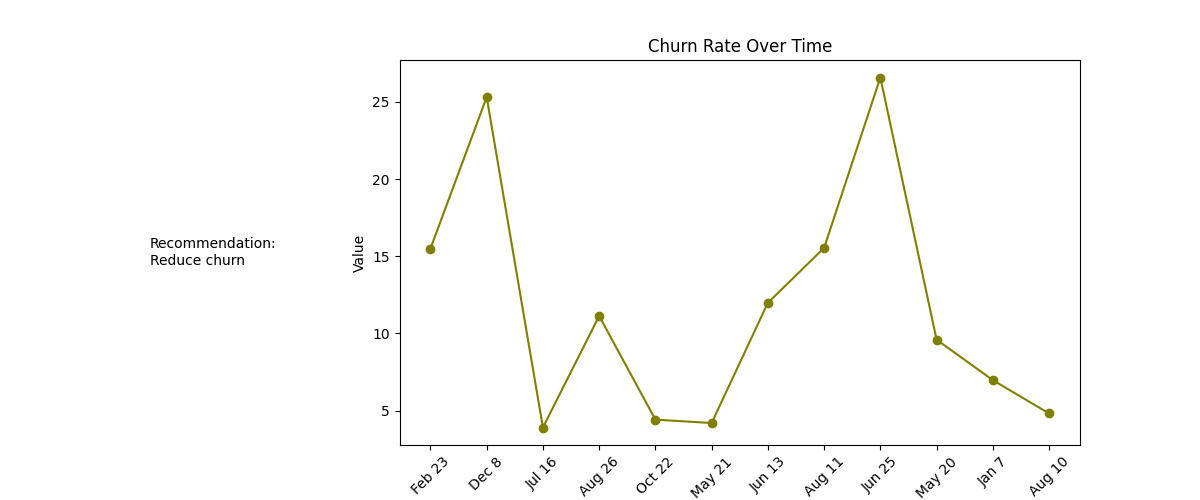 Churn Rate Over Time
Recommendation:
Reduce churn
Value
25
20
15
10
5
Feb 23
Dec 8
Jul 16
Aug 26
Oct 22
May 21
Jun 13
Aug 11
Jun 25
May 20
Jan 7
Aug 10